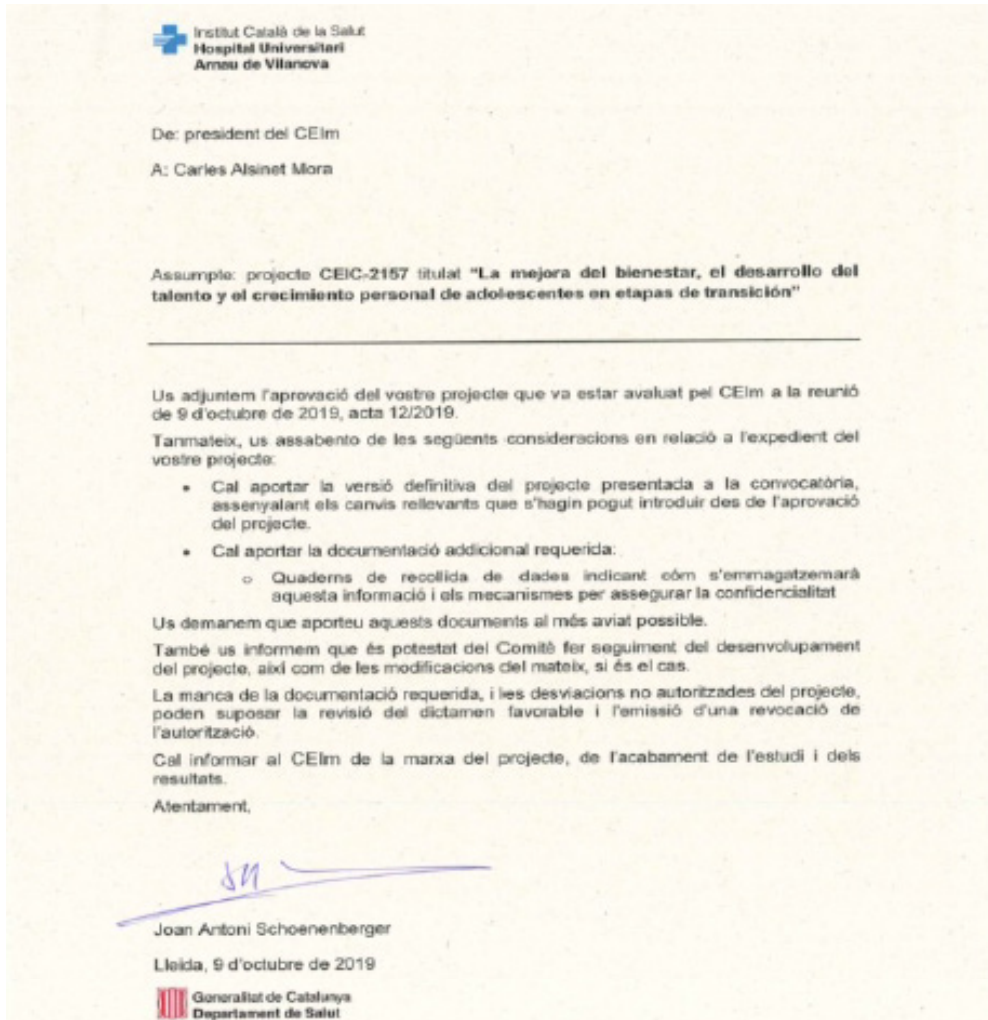 Institut Català de la Salut
Hospital Universitari
Arnau de Vilanova
De: president del CEIm
A: Carles Alsinet Mora
Assumpte: projecte CEIC-2157 titulat "La mejora del bienestar, el desarrollo del
talento y el crecimiento personal de adolescentes en etapas de transición"
Us adjuntem l'aprovació del vostre projecte que va estar avaluat pel CEIm a la reunió
de 9 d'octubre de 2019, acta 12/2019.
Tanmateix, us assabento de les següents consideracions en relació a l'expedient del
vostre projecte:
• Cal aportar la versió definitiva del projecte presentada a la convocatòria,
assenyalant els canvis rellevants que s'hagin pogut introduir des de l'aprovació
del projecte.
• Cal aportar la documentació addicional requerida:
o Quaderns de recollida de dades indicant còm s'emmagatzemarà
aquesta informació i els mecanismes per assegurar la confidencialitat
Us demanem que aporteu aquests documents al més aviat possible.
També us informem que és potestat del Comitè fer seguiment del desenvolupament
del projecte, així com de les modificacions del mateix, si és el cas.
La manca de la documentació requerida, i les desviacions no autoritzades del projecte,
poden suposar la revisió del dictamen favorable i l'emissió d'una revocació de
l'autorització.
Cal informar al CEIm de la marxa del projecte, de l'acabament de l'estudi i dels
resultats.
Atentament,
Joan Antoni Schoenenberger
Lleida, 9 d'octubre de 2019
Generalitat de Catalunya
Departament de Salut